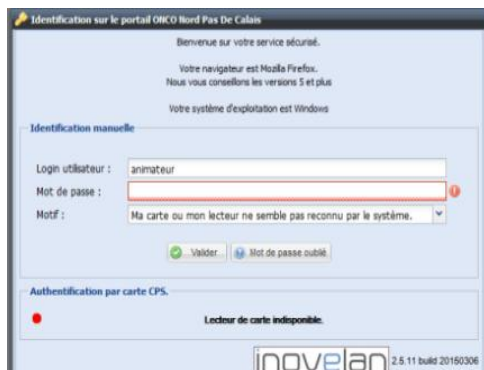 Identification sur le portail ONCO Nord Pas De Calais
Bienvenue sur votre service sécurisé.
Votre navigateur est Mozilla Firefox.
Nous vous conseillons les versions 5 et plus
Votre système d'exploitation est Windows
Identification manuelle
Login utilisateur : animateur
Mot de passe :
Motif : Ma carte ou mon lecteur ne semble pas reconnu par le système.
Valider Mot de passe oublié
Authentification par carte CPS.
Lecteur de carte indisponible.
inovelan 2.5.11 build 20160306